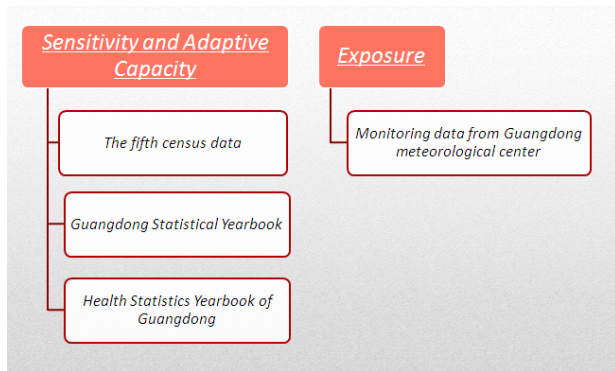 Sensitivity and Adaptive
Capacity
The fifth census data
Guangdong Statistical Yearbook
Health Statistics Yearbook of
Guangdong
Exposure
Monitoring data from Guangdong
meteorological center